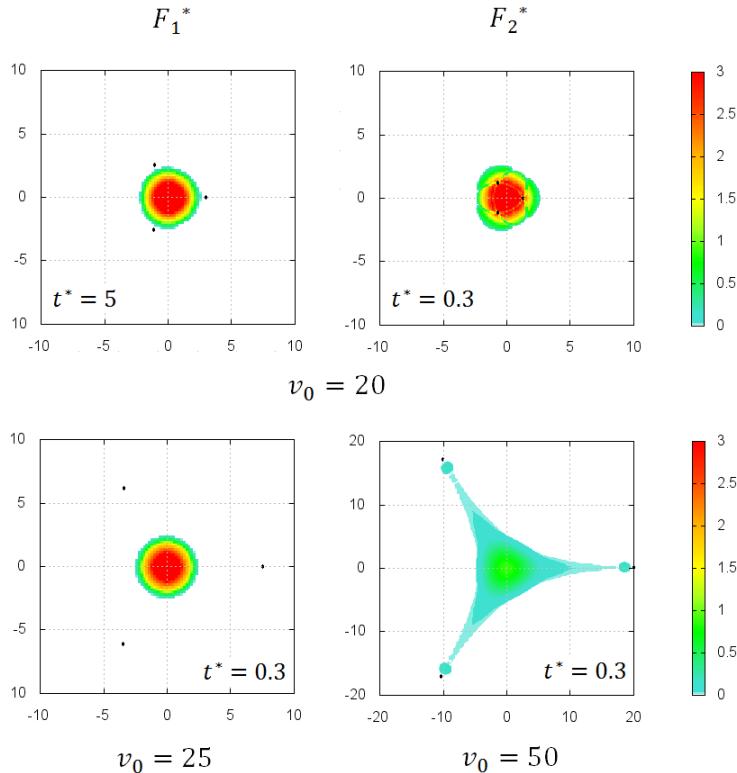 F₁* F₂*
10 10 3
5 5 2.5
2
0 0 1.5
-5 -5 1
0.5
t* = 5 t* = 0.3
-10 10 0
-10 -5 0 5 10 -10 -5 0 5 10
v₀ = 20
10 20 3
5 10 2.5
2
0 0 1.5
-5 -10 1
0.5
t* = 0.3 t* = 0.3
10 -20 0
-10 -5 0 5 10 -20 -10 0 10 20
v₀ = 25 v₀ = 50